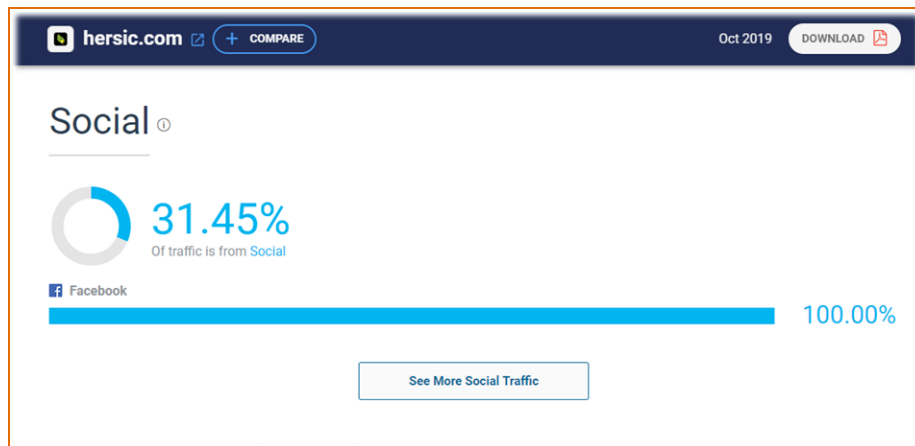 hersic.com + COMPARE Oct 2019 DOWNLOAD
Social
31.45%
Of traffic is from Social
Facebook
100.00%
See More Social Traffic